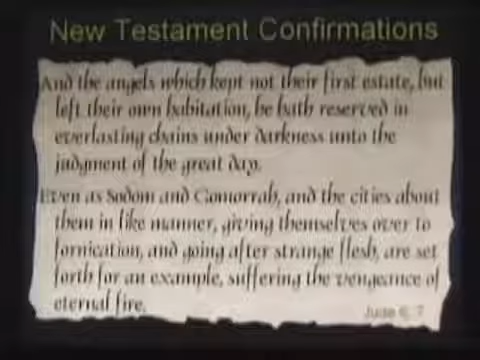 New Testament Confirmations
And the angels which kept not their first estate, but
left their own habitation, he hath reserved in
everlasting chains under darkness unto the
judgment of the great day.
Even as Sodom and Gomorrah, and the cities about
them in like manner, giving themselves over to
fornication, and going after strange flesh, are set
forth for an example, suffering the vengeance of
eternal fire.
Jude 6, 7